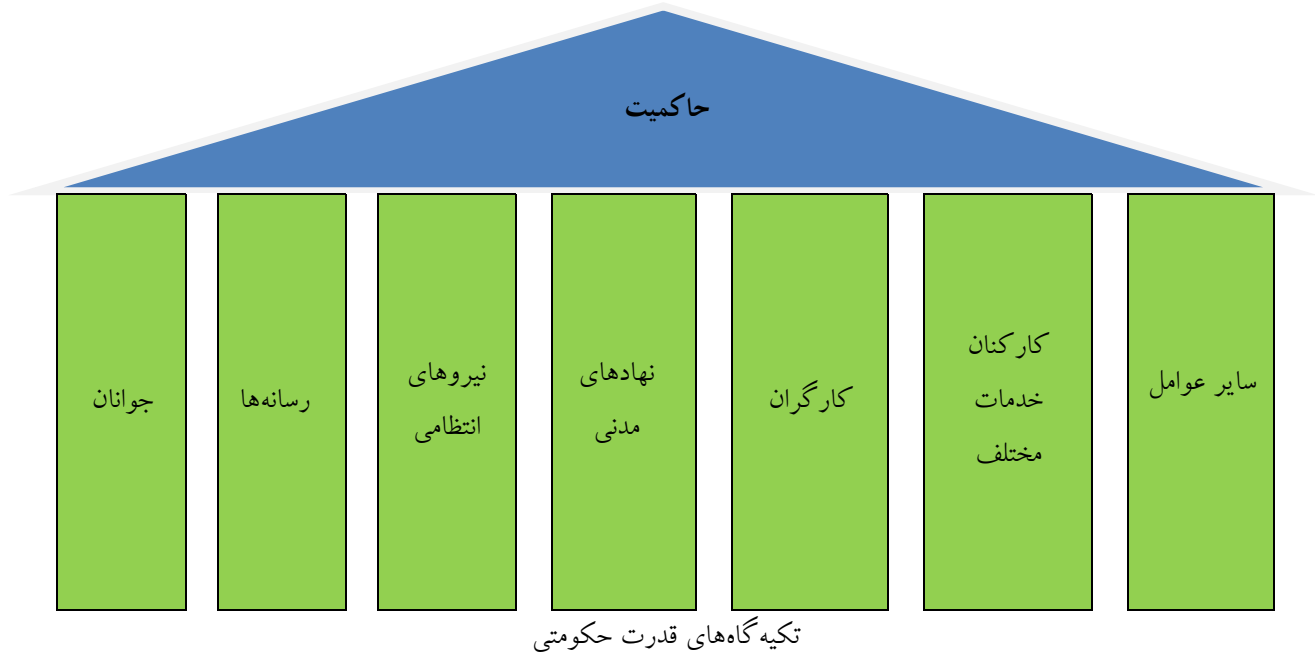 حاکمیت
سایر عوامل
کارکنان
خدمات
مختلف
کارگران
نهادهای
مدنی
نیروهای
انتظامی
رسانه‌ها
جوانان
تکیه‌گاه‌های قدرت حکومتی